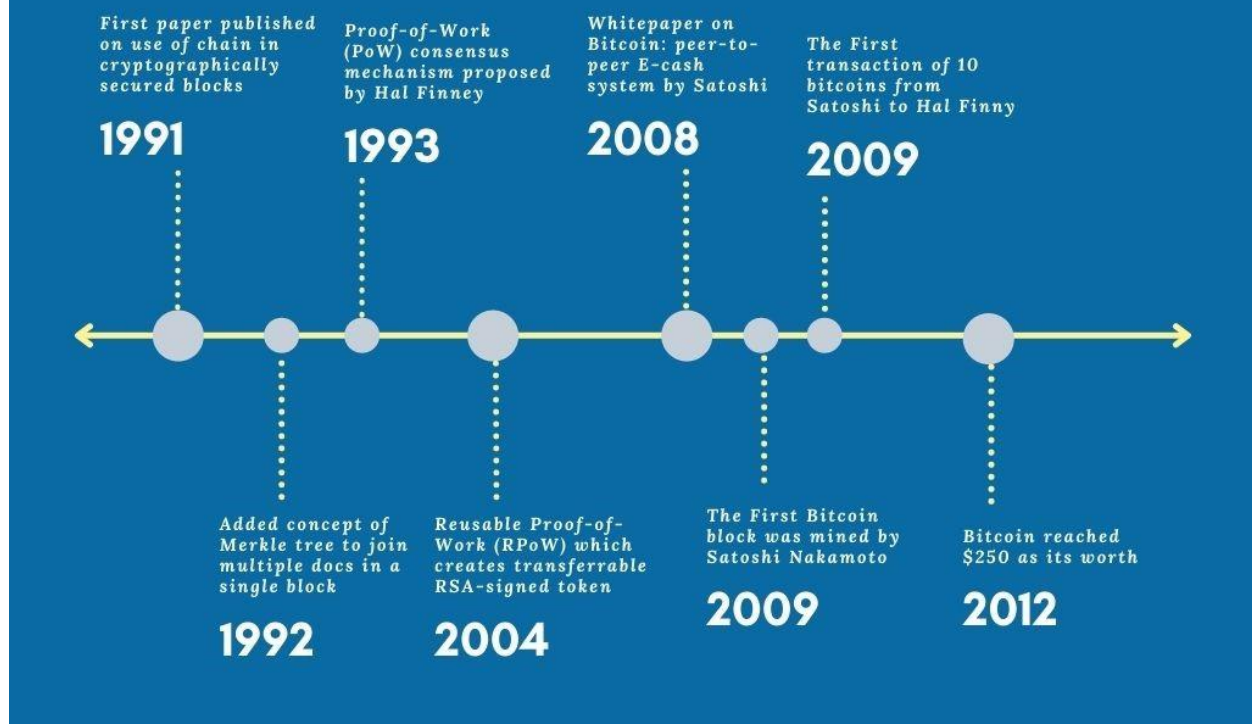 First paper published
on use of chain in
cryptographically
secured blocks
1991
Proof-of-Work
(PoW) consensus
mechanism proposed
by Hal Finney
1993
Whitepaper on
Bitcoin: peer-to-
peer E-cash
system by Satoshi
2008
The First
transaction of 10
bitcoins from
Satoshi to Hal Finny
2009
Added concept of
Merkle tree to join
multiple docs in a
single block
1992
Reusable Proof-of-
Work (RPoW) which
creates transferrable
RSA-signed token
2004
The First Bitcoin
block was mined by
Satoshi Nakamoto
2009
Bitcoin reached
$250 as its worth
2012